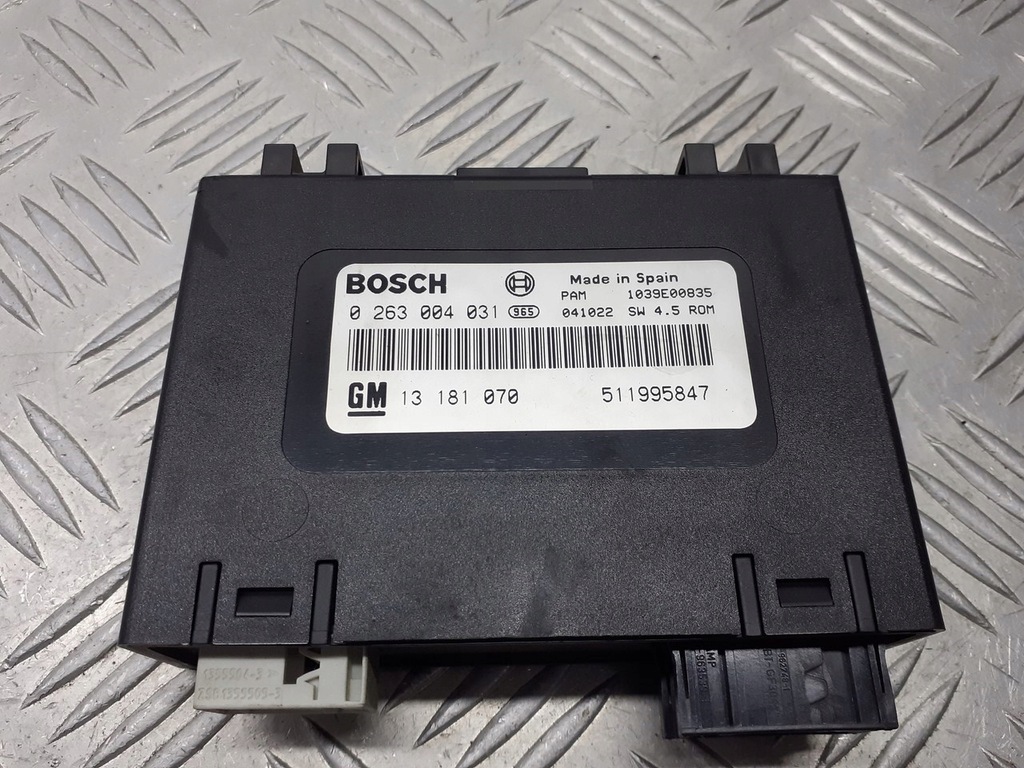 BOSCH Made in Spain
PAM 1039E00835
0 263 004 031 965 041022 SW 4.5 ROM
GM 13 181 070 511995847